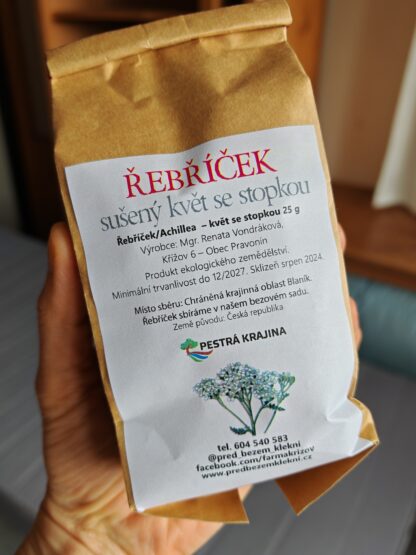 ŘEBŘÍČEK
sušený květ se stopkou
Řebříček/Achillea – květ se stopkou 25 g
Výrobce: Mgr. Renata Vondráková,
Křížov 6 – Obec Pravonín
Produkt ekologického zemědělství.
Minimální trvanlivost do 12/2027. Sklizeň srpen 2024.
Místo sběru: Chráněná krajinná oblast Blaník.
Řebříček sbíráme v našem bezovém sadu.
Země původu: Česká republika
PESTRÁ KRAJINA
tel. 604 540 583
@pred_bezem_klekni
facebook.com/farmakrizov
www.predbezemklekni.cz